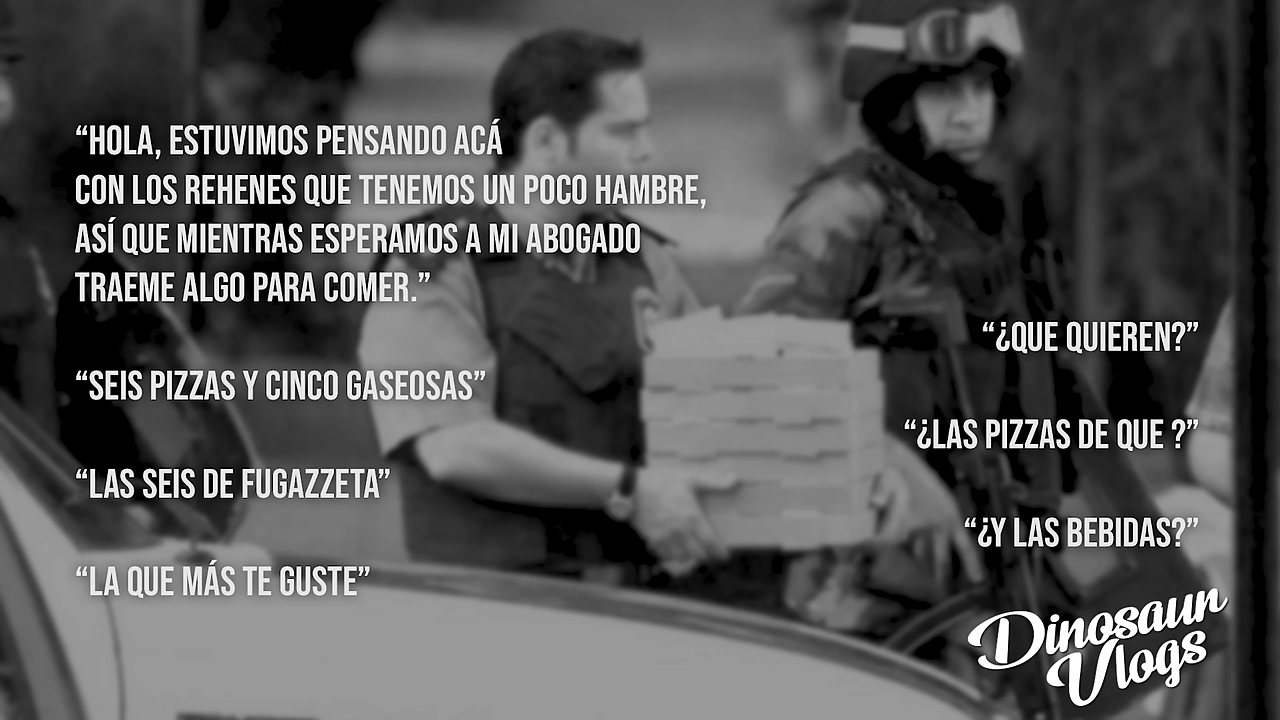 “HOLA, ESTUVIMOS PENSANDO ACÁ
CON LOS REHENES QUE TENEMOS UN POCO HAMBRE,
ASÍ QUE MIENTRAS ESPERAMOS A MI ABOGADO
TRAEME ALGO PARA COMER.”
“¿QUE QUIEREN?”
“SEIS PIZZAS Y CINCO GASEOSAS”
“¿LAS PIZZAS DE QUE ?”
“LAS SEIS DE FUGAZZETA”
“¿Y LAS BEBIDAS?”
“LA QUE MÁS TE GUSTE”
Dinosaur
Vlogs